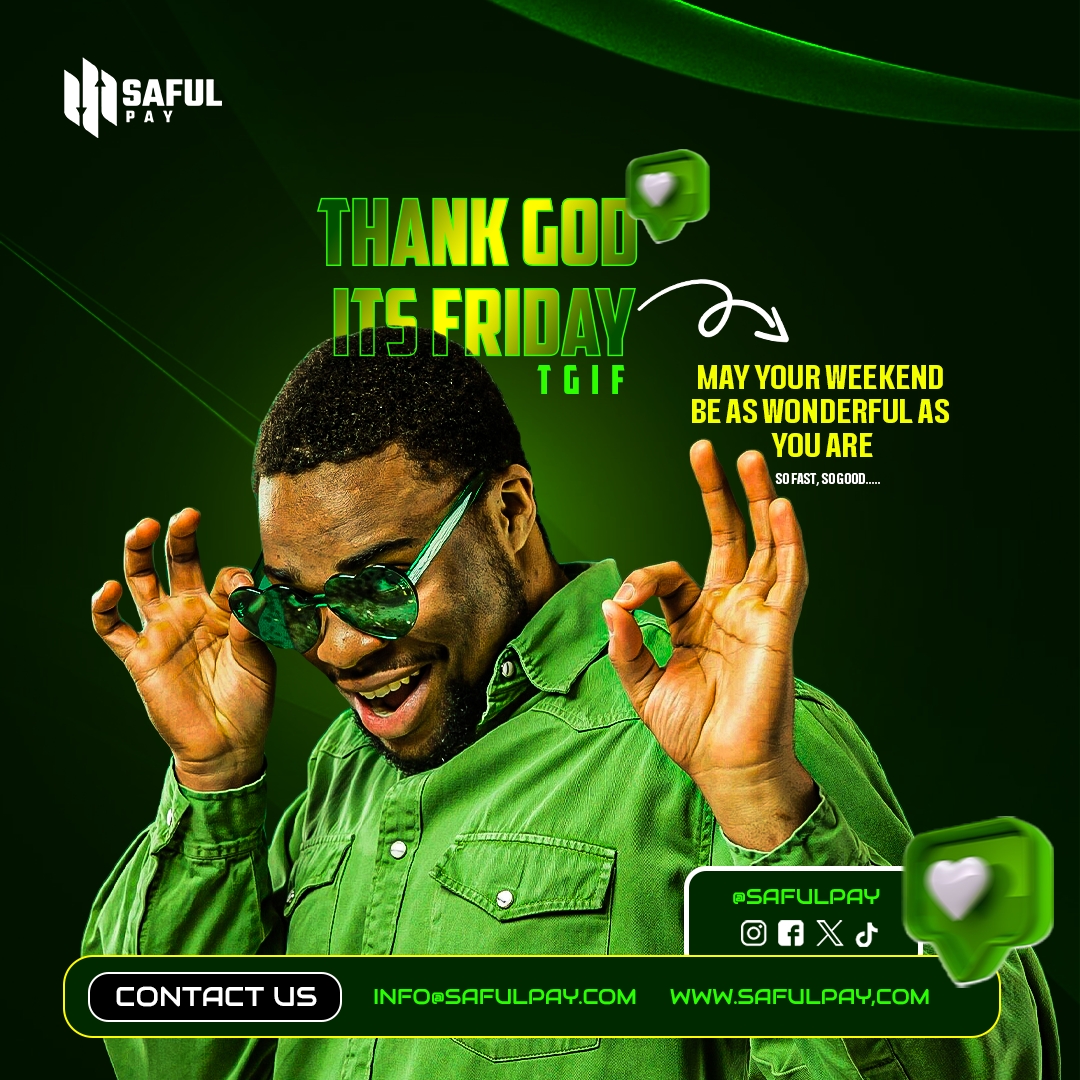 SAFUL
PAY
THANK GOD
ITS FRIDAY
TGIF
MAY YOUR WEEKEND
BE AS WONDERFUL AS
YOU ARE
SO FAST, SO GOOD.....
@SAFULPAY
CONTACT US
INFO@SAFULPAY.COM
WWW.SAFULPAY,COM